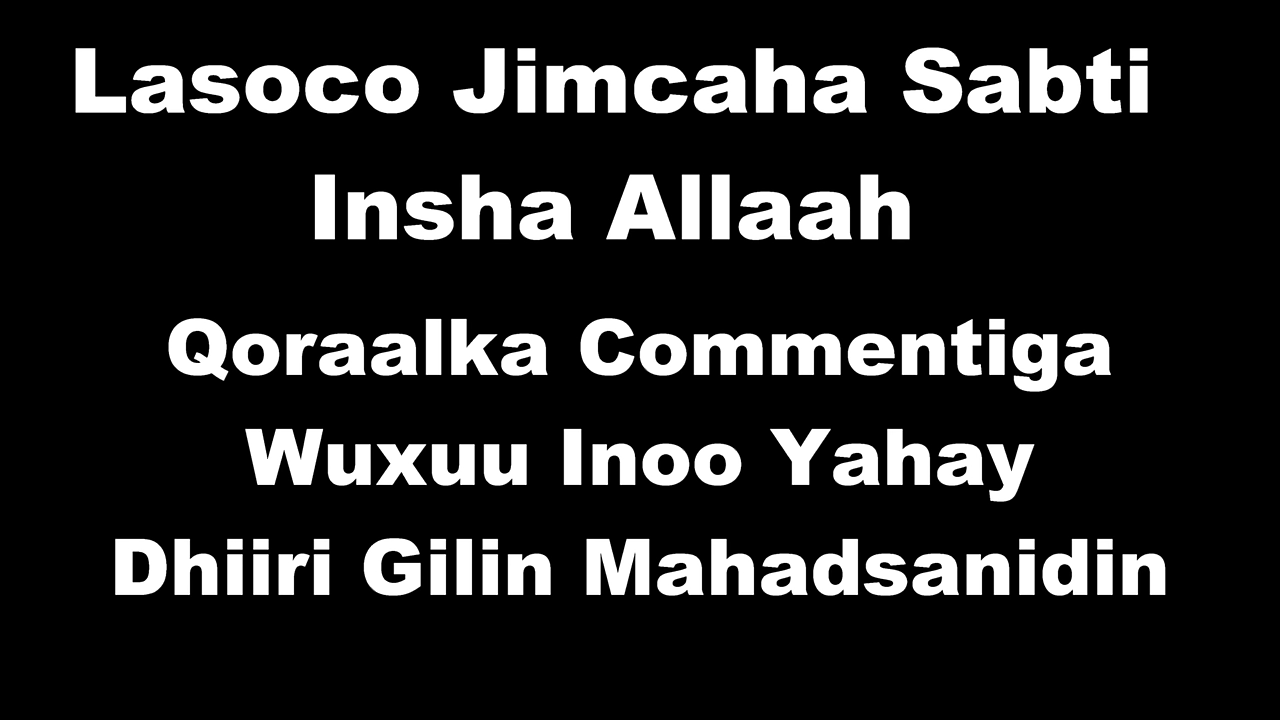 Lasoco Jimcaha Sabti
Insha Allaah
Qoraalka Commentiga
Wuxuu Inoo Yahay
Dhiiri Gilin Mahadsanidin